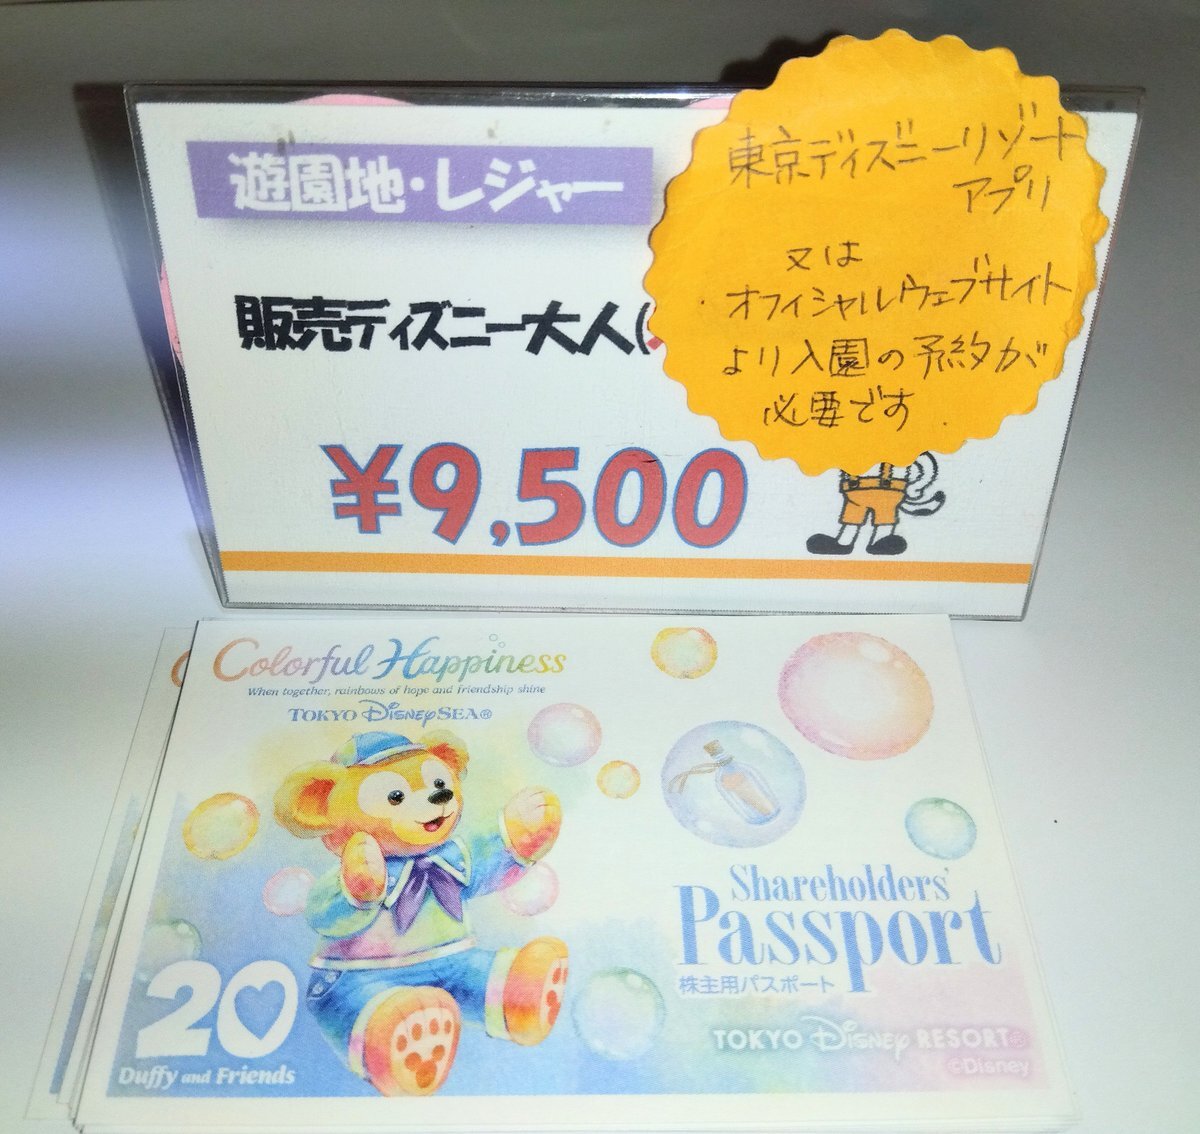 遊園地・レジャー
販売ディズニー大人(
¥9,500
東京ディズニーリゾート
アプリ
又は
オフィシャルウェブサイト
より入園の予約が
必要です
Colorful Happiness
When together, rainbows of hope and friendship shine
TOKYO DISNEYSEA®
Shareholders'
Passport
株主用パスポート
20
Duffy and Friends
TOKYO Disney RESORT®
©Disney